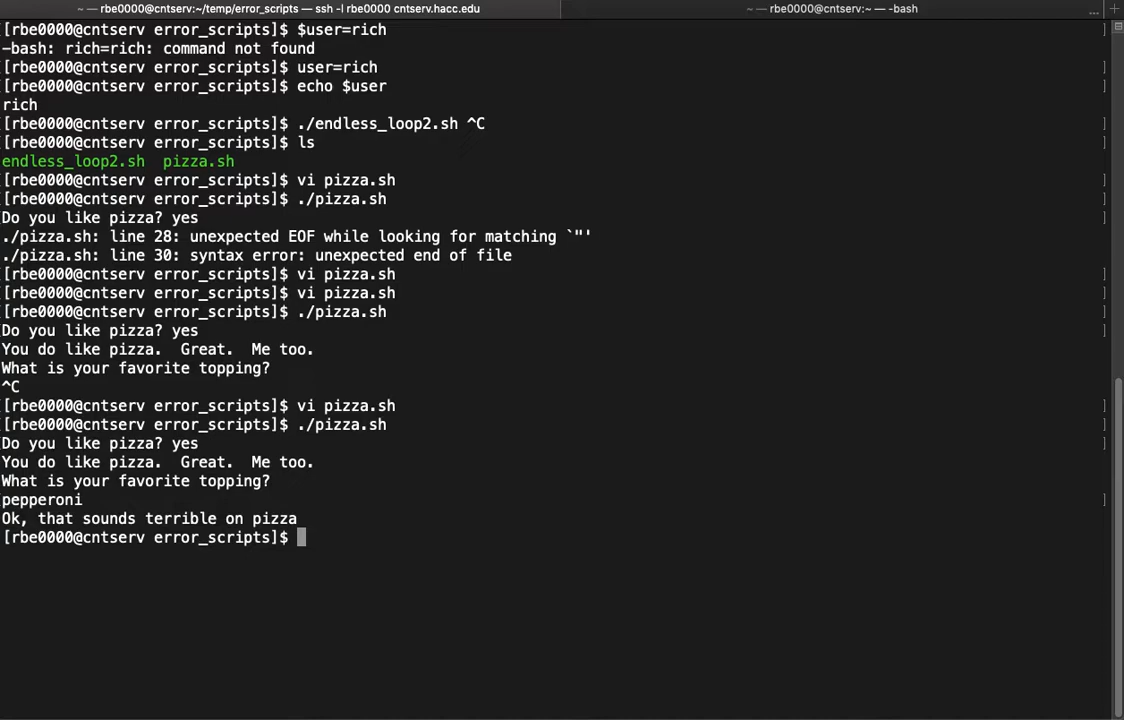 ~ — rbe0000@cntserv:~/temp/error_scripts — ssh -l rbe0000 cntserv.hacc.edu
~ — rbe0000@cntserv:~ — -bash
... +
[[rbe0000@cntserv error_scripts]$ $user=rich ]
-bash: rich=rich: command not found
[[rbe0000@cntserv error_scripts]$ user=rich ]
[[rbe0000@cntserv error_scripts]$ echo $user ]
rich
[[rbe0000@cntserv error_scripts]$ ./endless_loop2.sh ^C ]
[[rbe0000@cntserv error_scripts]$ ls ]
endless_loop2.sh  pizza.sh
[[rbe0000@cntserv error_scripts]$ vi pizza.sh ]
[[rbe0000@cntserv error_scripts]$ ./pizza.sh ]
[Do you like pizza? yes ]
./pizza.sh: line 28: unexpected EOF while looking for matching `"'
./pizza.sh: line 30: syntax error: unexpected end of file
[[rbe0000@cntserv error_scripts]$ vi pizza.sh ]
[[rbe0000@cntserv error_scripts]$ vi pizza.sh ]
[[rbe0000@cntserv error_scripts]$ ./pizza.sh ]
[Do you like pizza? yes ]
You do like pizza.  Great.  Me too.
What is your favorite topping?
^C
[[rbe0000@cntserv error_scripts]$ vi pizza.sh ]
[[rbe0000@cntserv error_scripts]$ ./pizza.sh ]
[Do you like pizza? yes ]
You do like pizza.  Great.  Me too.
What is your favorite topping?
[pepperoni ]
Ok, that sounds terrible on pizza
[rbe0000@cntserv error_scripts]$